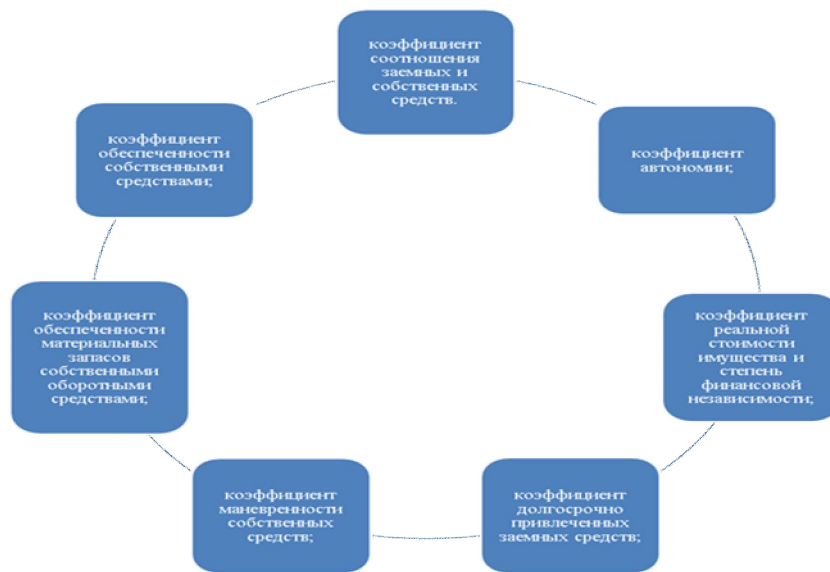 коэффициент
соотношения
заемных и
собственных
средств.
коэффициент
автономии;
коэффициент
реальной
стоимости
имущества и
степень
финансовой
независимости;
коэффициент
долгосрочно
привлеченных
заемных средств;
коэффициент
маневренности
собственных
средств;
коэффициент
обеспеченности
материальных
запасов
собственными
оборотными
средствами;
коэффициент
обеспеченности
собственными
средствами;